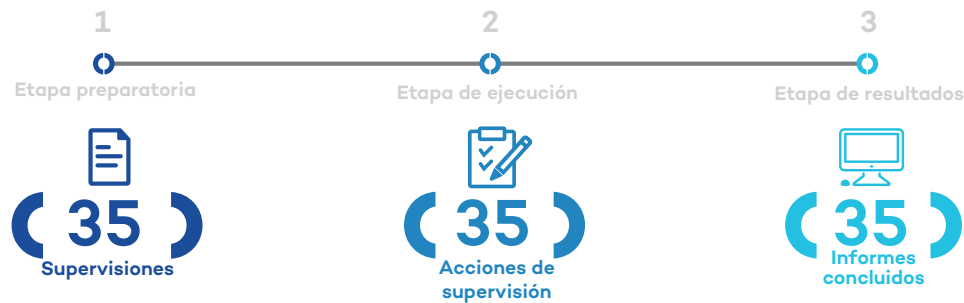 1
2
3
Etapa preparatoria
Etapa de ejecución
Etapa de resultados
35
35
35
Supervisiones
Acciones de
supervisión
Informes
concluidos